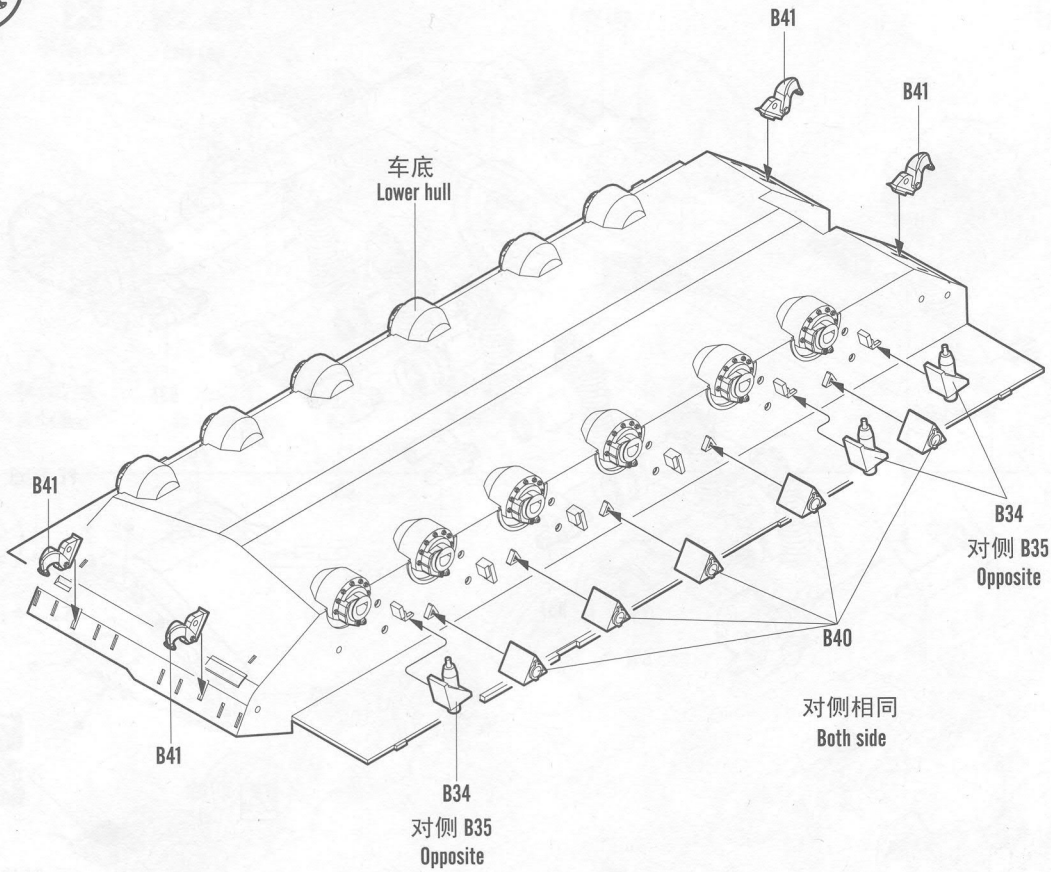 B41
B41
车底
Lower hull
B41
B34
对侧 B35
Opposite
B40
对侧相同
Both side
B41
B34
对侧 B35
Opposite